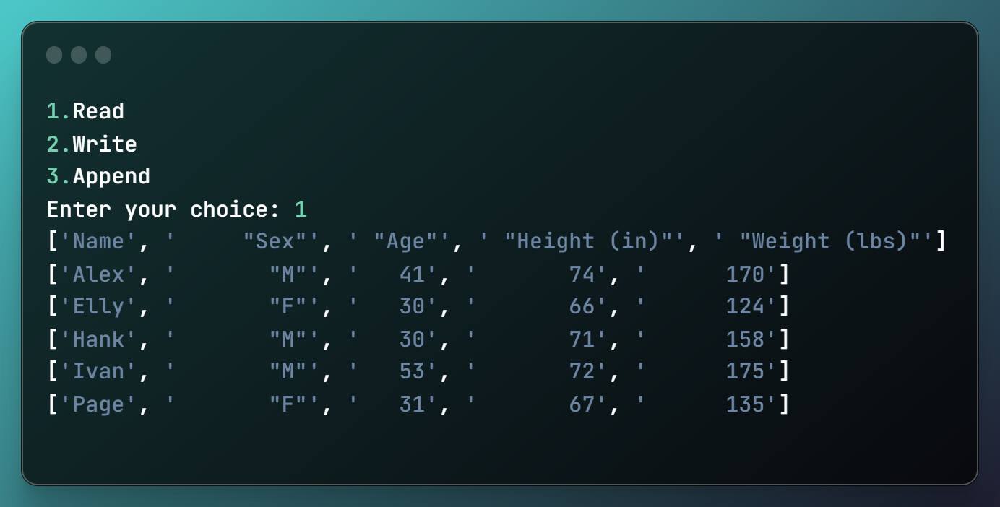 1.Read
2.Write
3.Append
Enter your choice: 1
['Name', '     "Sex"', ' "Age"', ' "Height (in)"', ' "Weight (lbs)"']
['Alex', '       "M"', '   41', '       74', '      170']
['Elly', '       "F"', '   30', '       66', '      124']
['Hank', '       "M"', '   30', '       71', '      158']
['Ivan', '       "M"', '   53', '       72', '      175']
['Page', '       "F"', '   31', '       67', '      135']